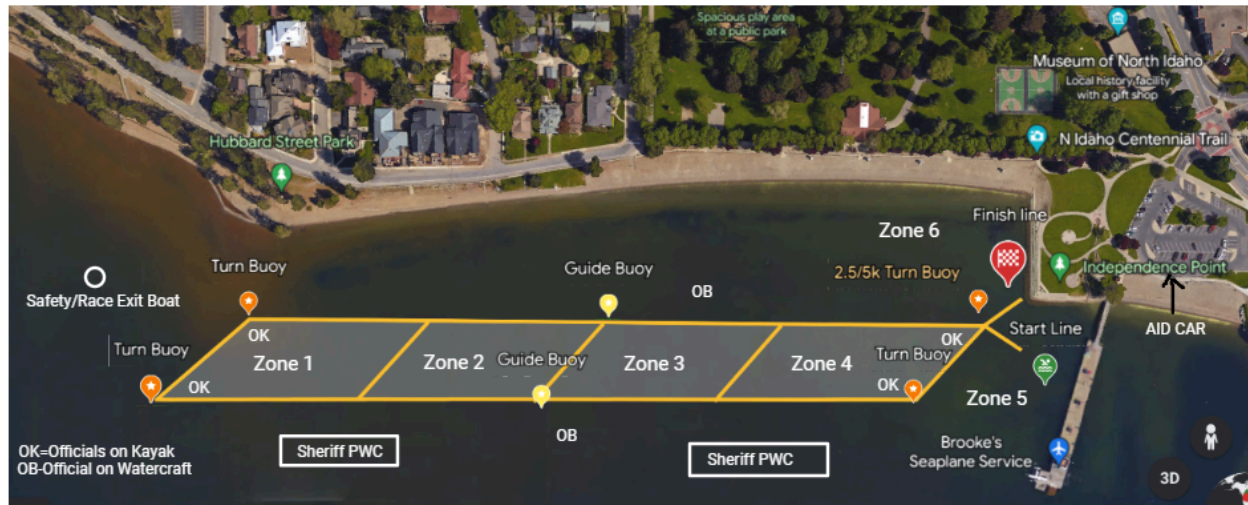 Spacious play area
at a public park
Museum of North Idaho
Local history facility
with a gift shop
N Idaho Centennial Trail
Hubbard Street Park
Finish line
Zone 6
Turn Buoy
Guide Buoy
2.5/5k Turn Buoy
Independence Point
Safety/Race Exit Boat
OB
Start Line
AID CAR
OK
OK
Turn Buoy
Zone 1
Zone 2
Guide Buoy
Zone 3
Zone 4
Turn Buoy
OK
OK
Zone 5
OB
OK=Officials on Kayak
OB-Official on Watercraft
Sheriff PWC
Sheriff PWC
Brooke's
Seaplane Service
3D